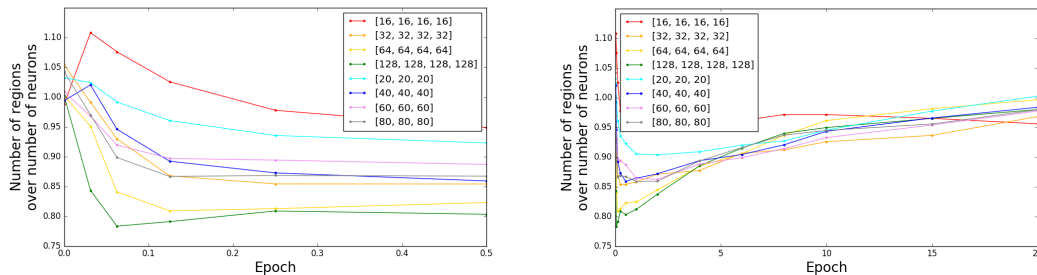 Number of regions
over number of neurons
1.10
1.05
1.00
0.95
0.90
0.85
0.80
0.75
0.0
0.1
0.2
0.3
0.4
0.5
Epoch
[16, 16, 16, 16]
[32, 32, 32, 32]
[64, 64, 64, 64]
[128, 128, 128, 128]
[20, 20, 20]
[40, 40, 40]
[60, 60, 60]
[80, 80, 80]
Number of regions
over number of neurons
1.10
1.05
1.00
0.95
0.90
0.85
0.80
0.75
0
5
10
15
20
Epoch
[16, 16, 16, 16]
[32, 32, 32, 32]
[64, 64, 64, 64]
[128, 128, 128, 128]
[20, 20, 20]
[40, 40, 40]
[60, 60, 60]
[80, 80, 80]